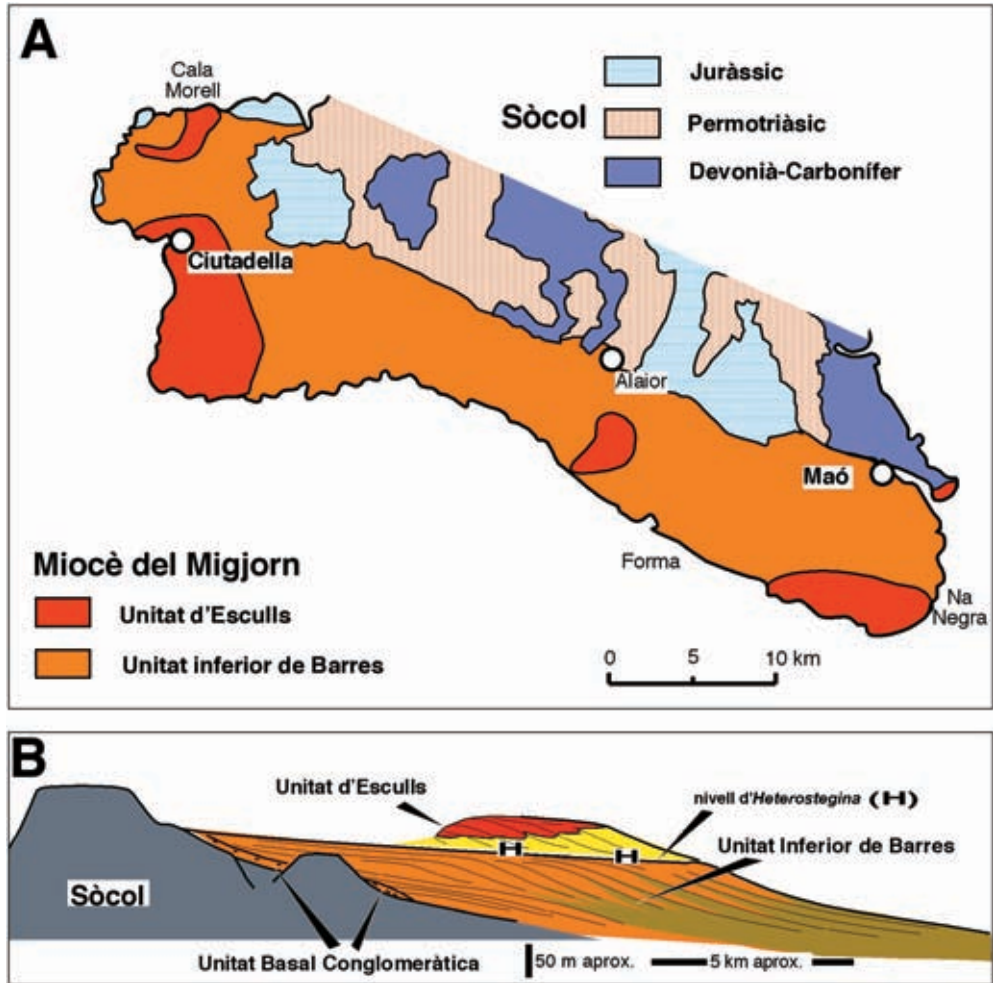 A
Cala
Morell
Sòcol
Juràssic
Permotriàsic
Devonià-Carbonífer
Ciutadella
Alaior
Maó
Forma
Na
Negra
Miocè del Migjorn
Unitat d'Esculls
Unitat inferior de Barres
0 5 10 km
B
Unitat d'Esculls
nivell d'Heterostegina (H)
Unitat Inferior de Barres
H H
Sòcol
Unitat Basal Conglomeràtica
50 m aprox. 5 km aprox.